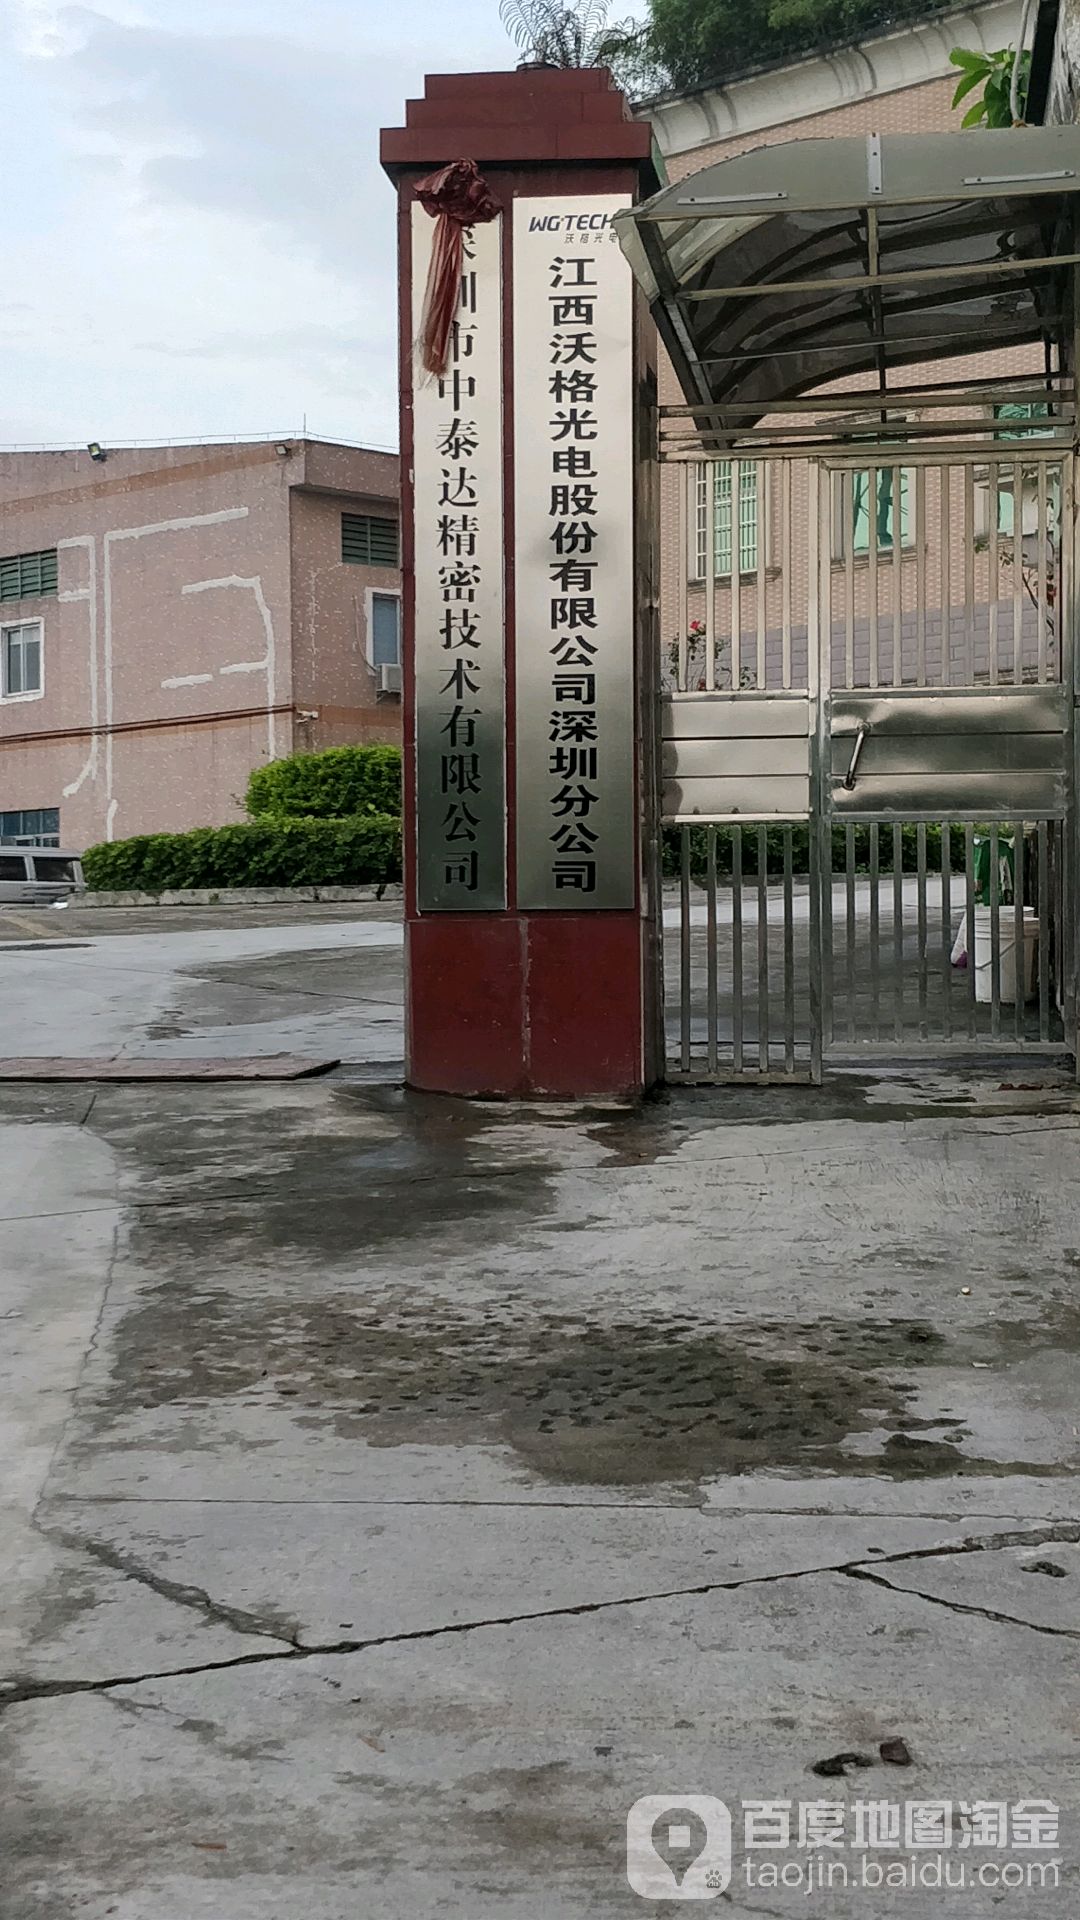 深圳市中泰达精密技术有限公司
WG·TECH
沃格光电
江西沃格光电股份有限公司深圳分公司
百度地图淘金
taojin.baidu.com